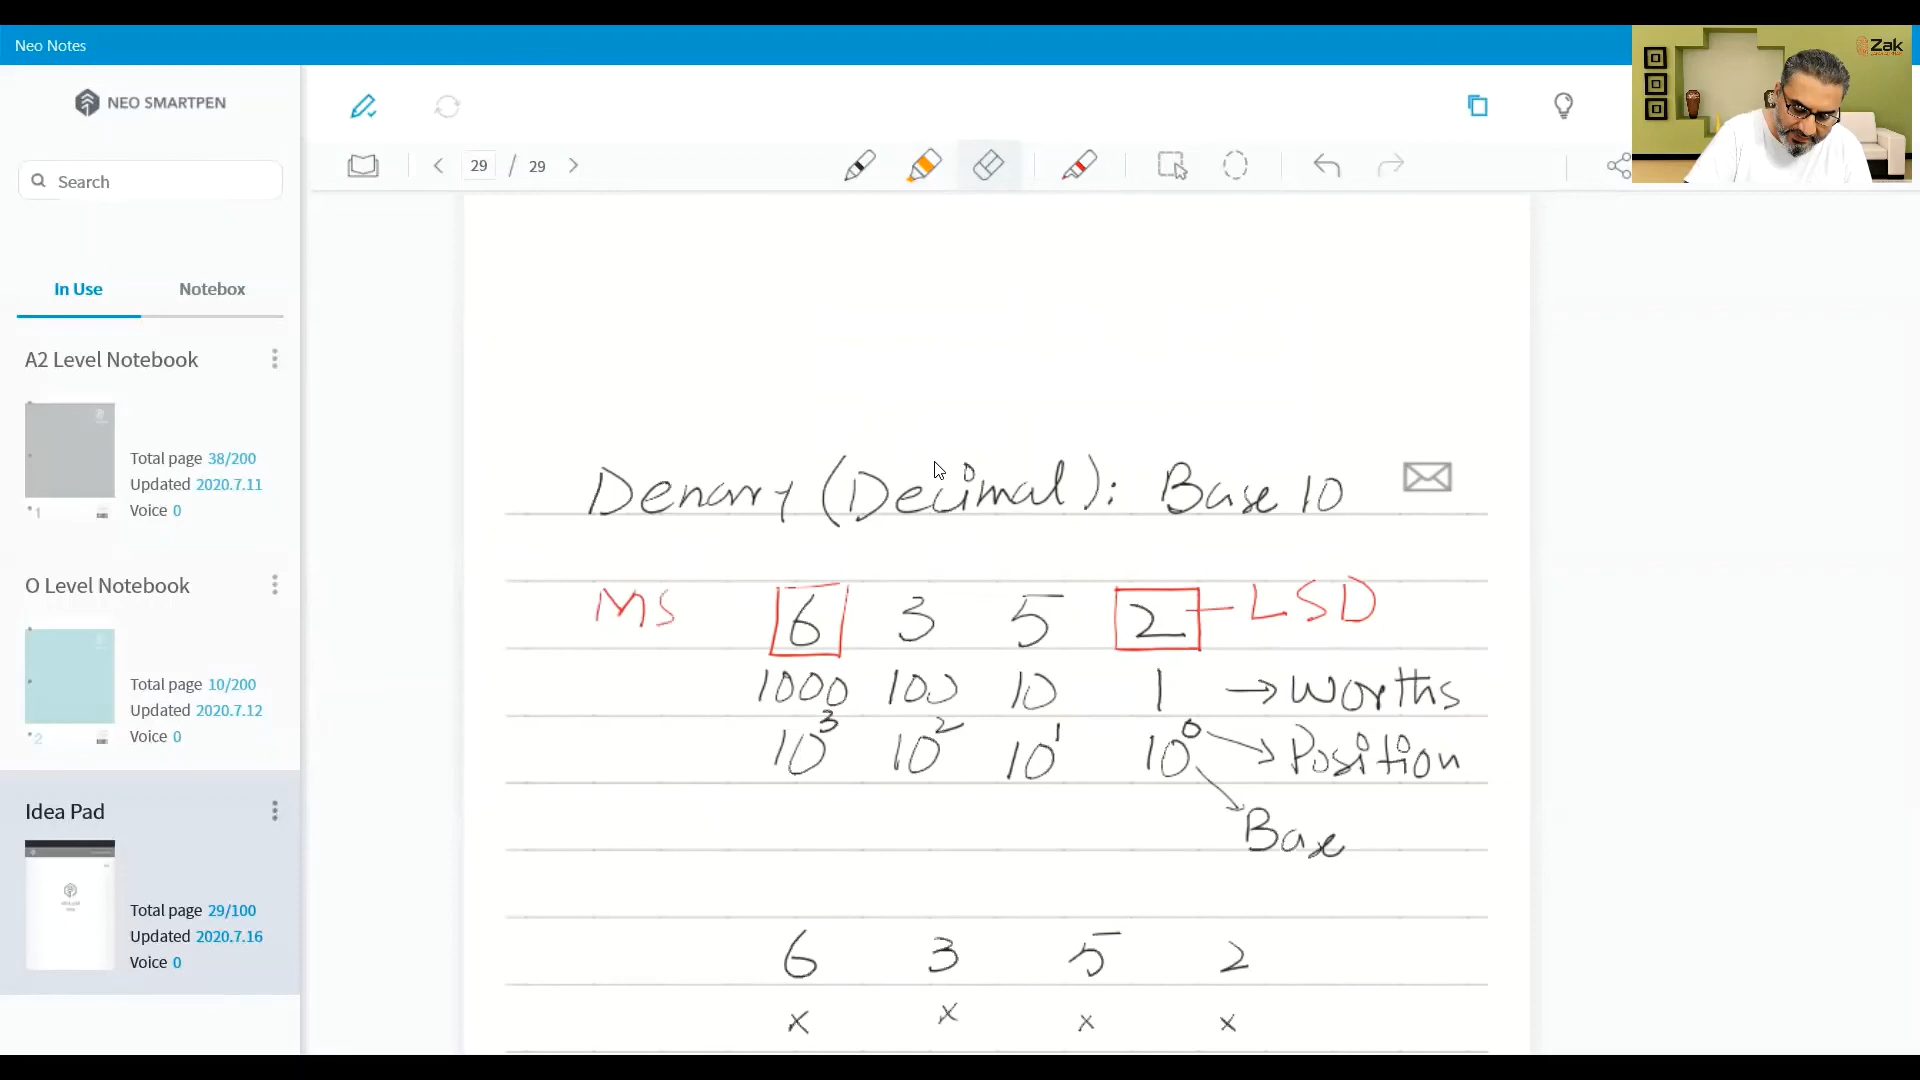 Neo Notes
Zak
NEO SMARTPEN
29 / 29
Search
In Use Notebox
A2 Level Notebook
Total page 38/200
Updated 2020.7.11
Voice 0
1
O Level Notebook
Total page 10/200
Updated 2020.7.12
Voice 0
2
Idea Pad
Total page 29/100
Updated 2020.7.16
Voice 0
Denary (Decimal): Base 10
MS 6 3 5 2 - LSD
1000 100 10 1 → Worths
10³ 10² 10¹ 10⁰ → Position
Base
6 3 5 2
x x x x